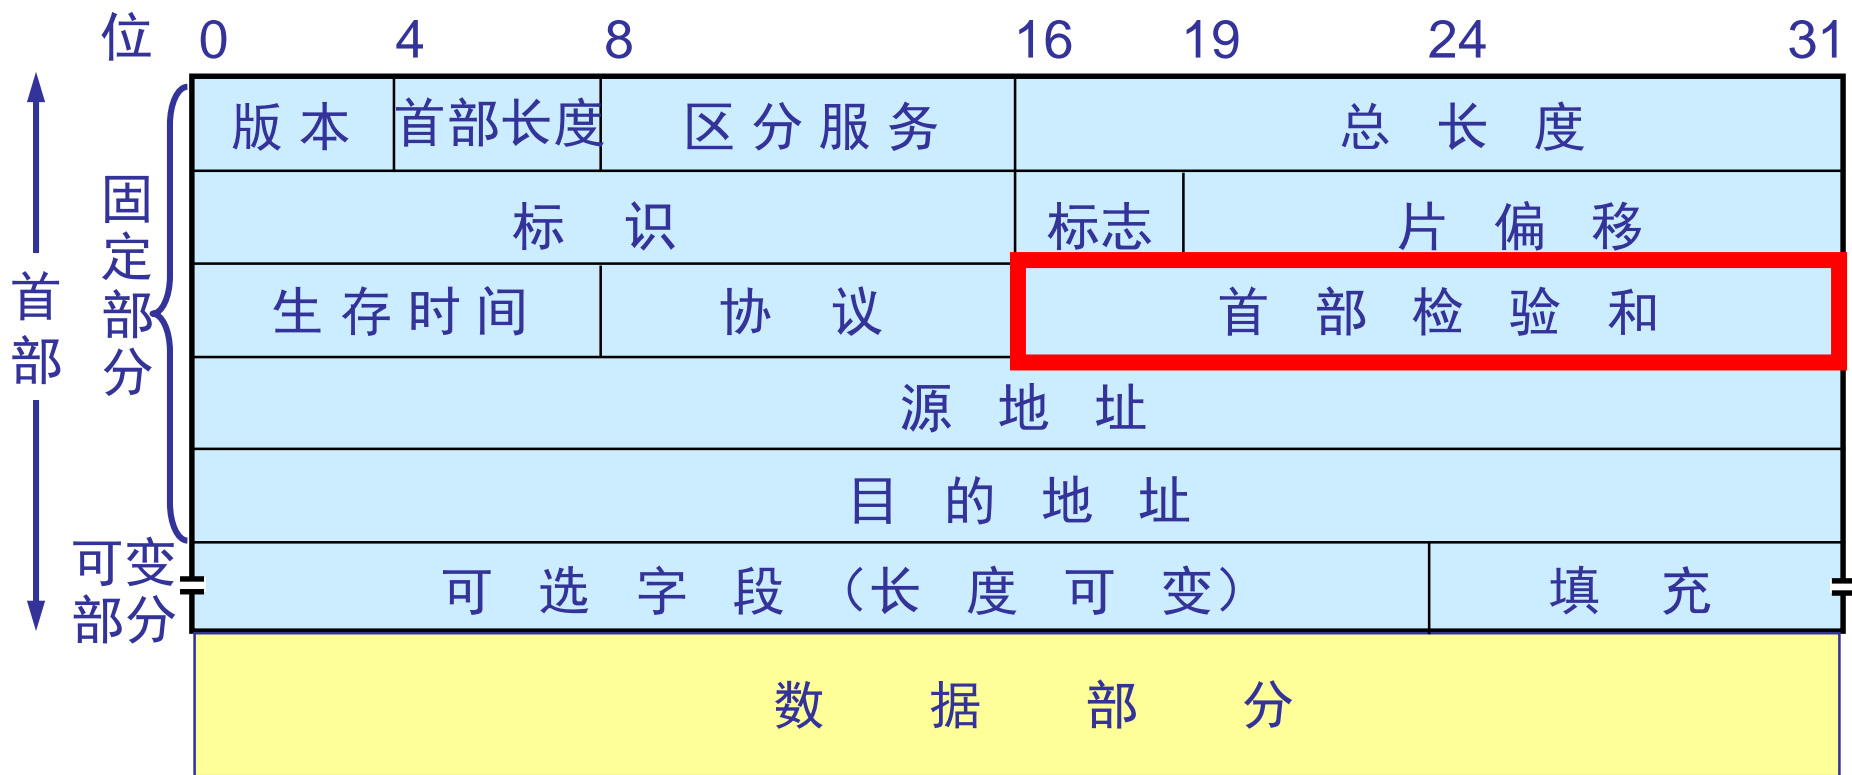 位 0 4 8 16 19 24 31
版本 首部长度 区分服务 总长度
标识 标志 片偏移
生存时间 协议 首部检验和
源地址
目的地址
可选字段（长度可变） 填充
数据部分
首部
固定部分
可变
部分